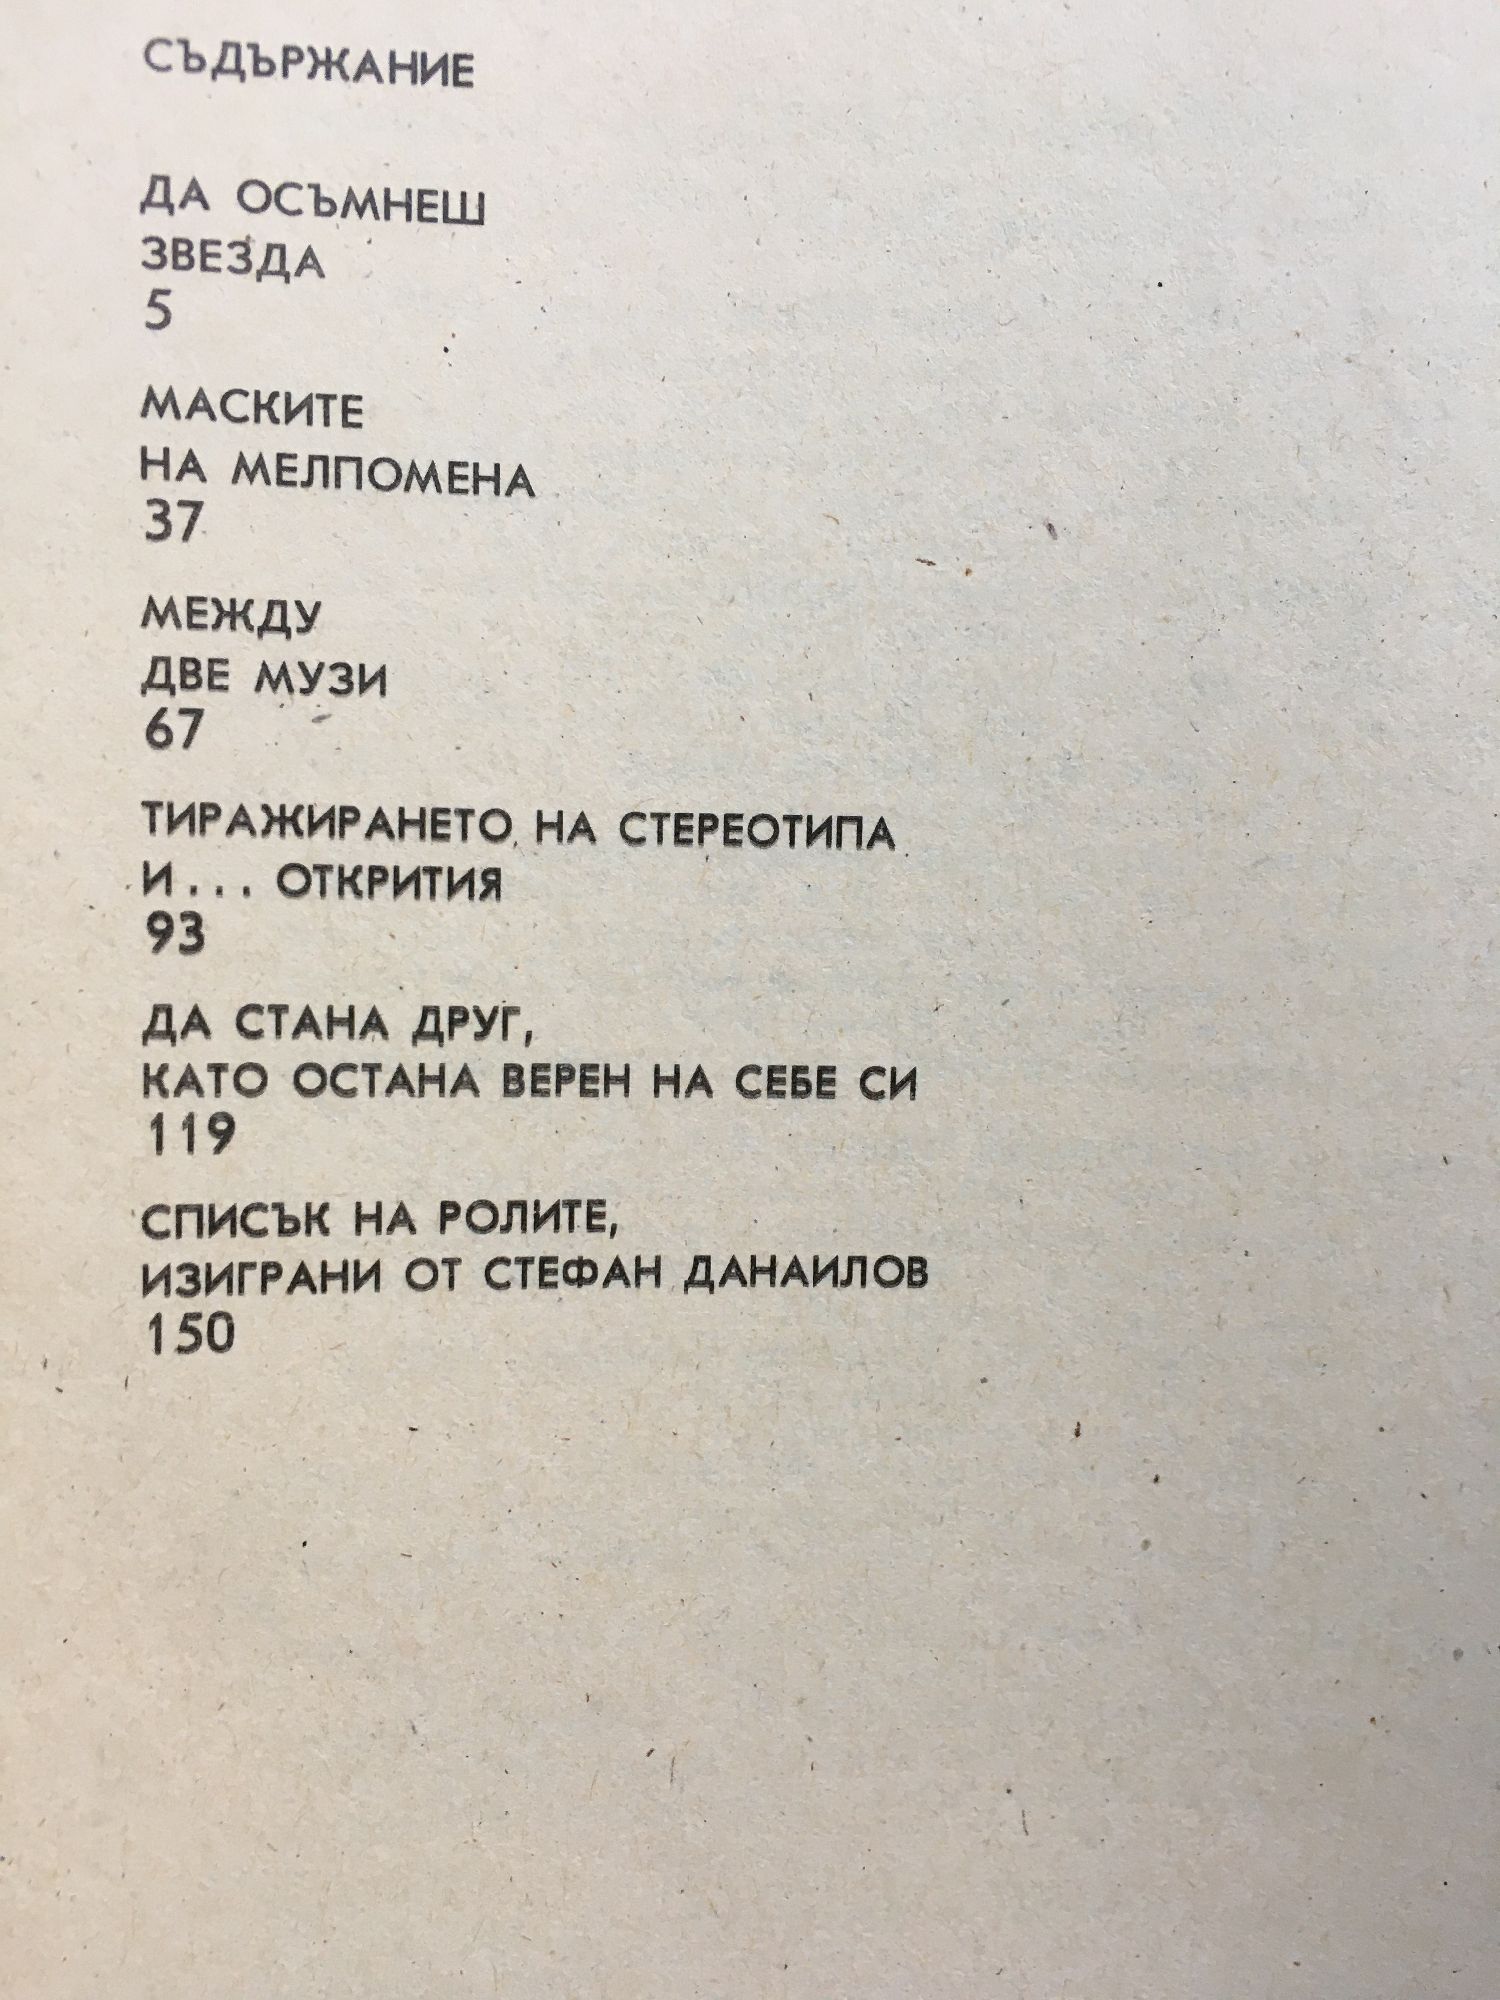 СЪДЪРЖАНИЕ
ДА ОСЪМНЕШ
ЗВЕЗДА
5
МАСКИТЕ
НА МЕЛПОМЕНА
37
МЕЖДУ
ДВЕ МУЗИ
67
ТИРАЖИРАНЕТО НА СТЕРЕОТИПА
И... ОТКРИТИЯ
93
ДА СТАНА ДРУГ,
КАТО ОСТАНА ВЕРЕН НА СЕБЕ СИ
119
СПИСЪК НА РОЛИТЕ,
ИЗИГРАНИ ОТ СТЕФАН ДАНАИЛОВ
150